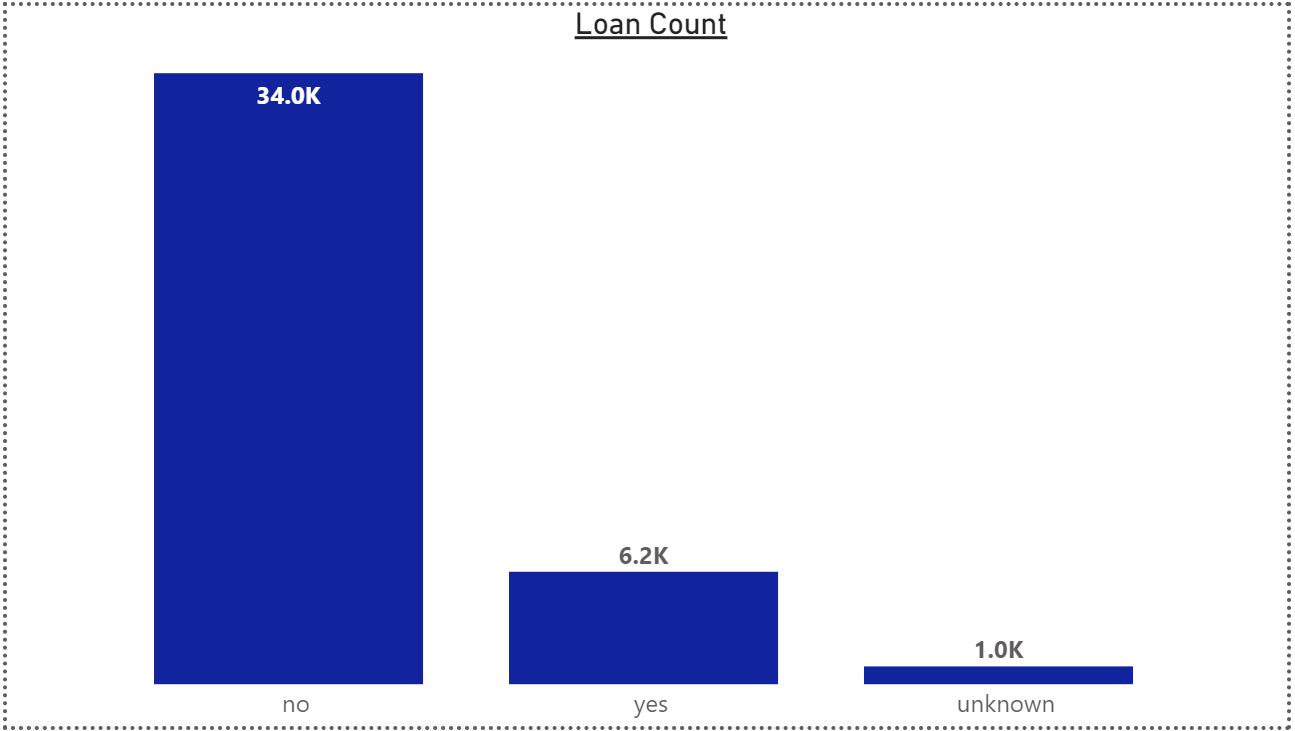 Loan Count
34.0K
6.2K
1.0K
no
yes
unknown